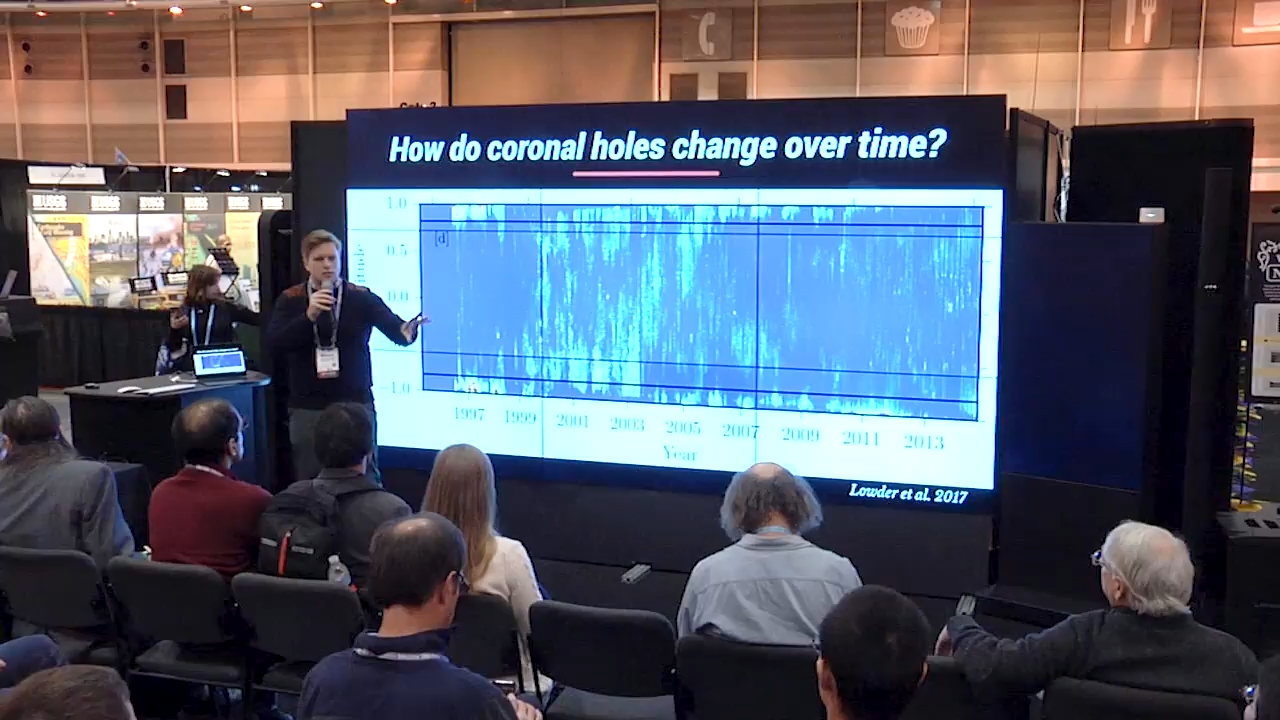 How do coronal holes change over time?
1.0
[d]
0.5
0.0
-1.0
1997 1999 2001 2003 2005 2007 2009 2011 2013
Year
Lowder et al. 2017
USGS